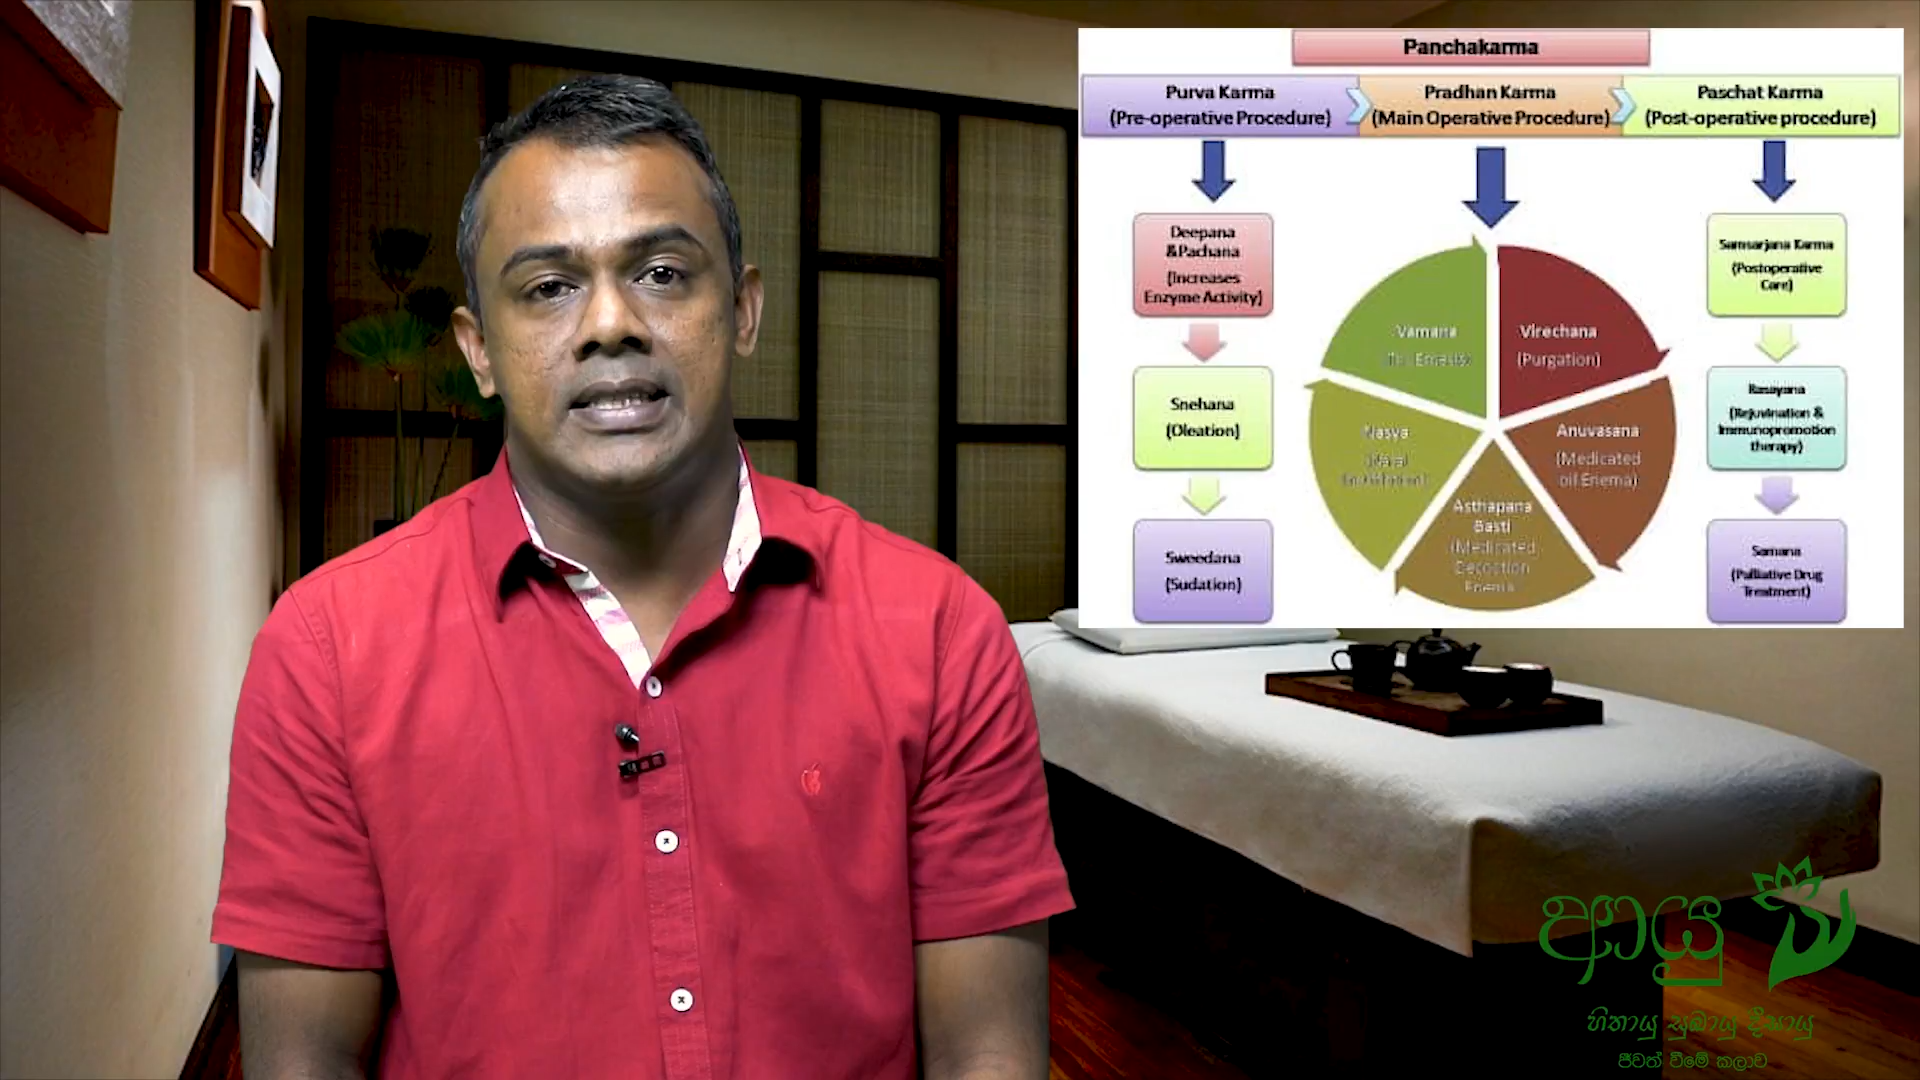 Panchakarma
Purva Karma
(Pre-operative Procedure)
Pradhan Karma
(Main Operative Procedure)
Paschat Karma
(Post-operative procedure)
Deepana
&Pachana
(Increases
Enzyme Activity)
Snehana
(Oleation)
Sweedana
(Sudation)
Vamana
Virechana
(Purgation)
Anuvasana
(Medicated
oil Enema)
Asthapana
Basti
(Medicated
Decoction
Enema
Nasya
Samsarjana Karma
(Postoperative
Care)
Rasayana
(Rejuvination &
Immunopromotion
therapy)
Samana
(Palliative Drug
Treatment)
ආයු
හිතායු සුඛායු දීඝායු
ජීවත් වීමේ කලාව